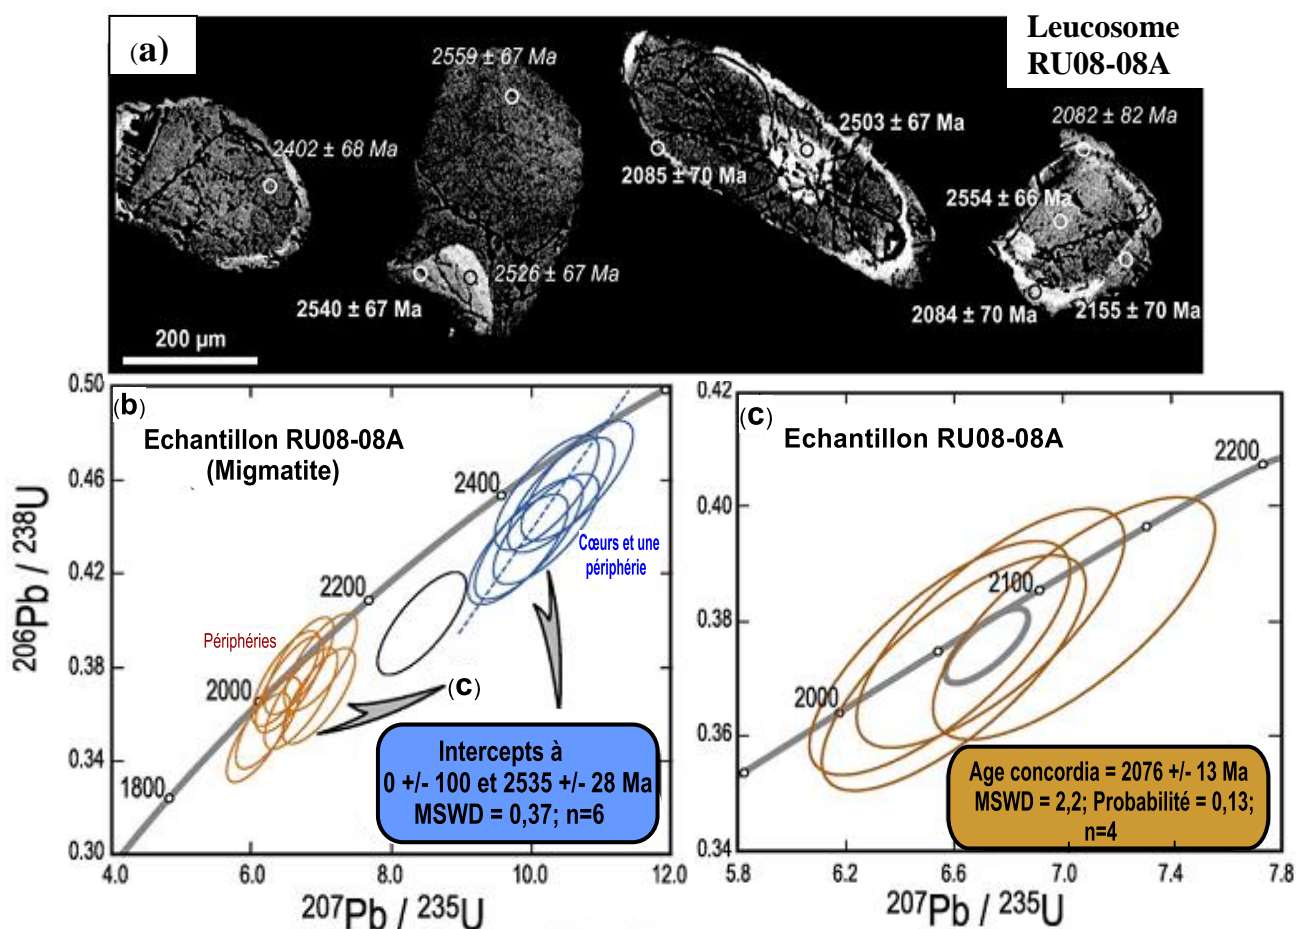 (a)
Leucosome
RU08-08A
2559 ± 67 Ma
2402 ± 68 Ma
2526 ± 67 Ma
2540 ± 67 Ma
2503 ± 67 Ma
2085 ± 70 Ma
2082 ± 82 Ma
2554 ± 66 Ma
2084 ± 70 Ma
2155 ± 70 Ma
200 µm
(b)
Echantillon RU08-08A
(Migmatite)
206Pb / 238U
0.50
0.46
0.42
0.38
0.34
0.30
4.0
6.0
8.0
10.0
12.0
207Pb / 235U
2400
2200
2000
1800
Périphéries
Cœurs et une
périphérie
(c)
Intercepts à
0 +/- 100 et 2535 +/- 28 Ma
MSWD = 0,37; n=6
(c)
Echantillon RU08-08A
0.42
0.40
0.38
0.36
0.34
5.8
6.2
6.6
7.0
7.4
7.8
207Pb / 235U
2200
2100
2000
Age concordia = 2076 +/- 13 Ma
MSWD = 2,2; Probabilité = 0,13;
n=4